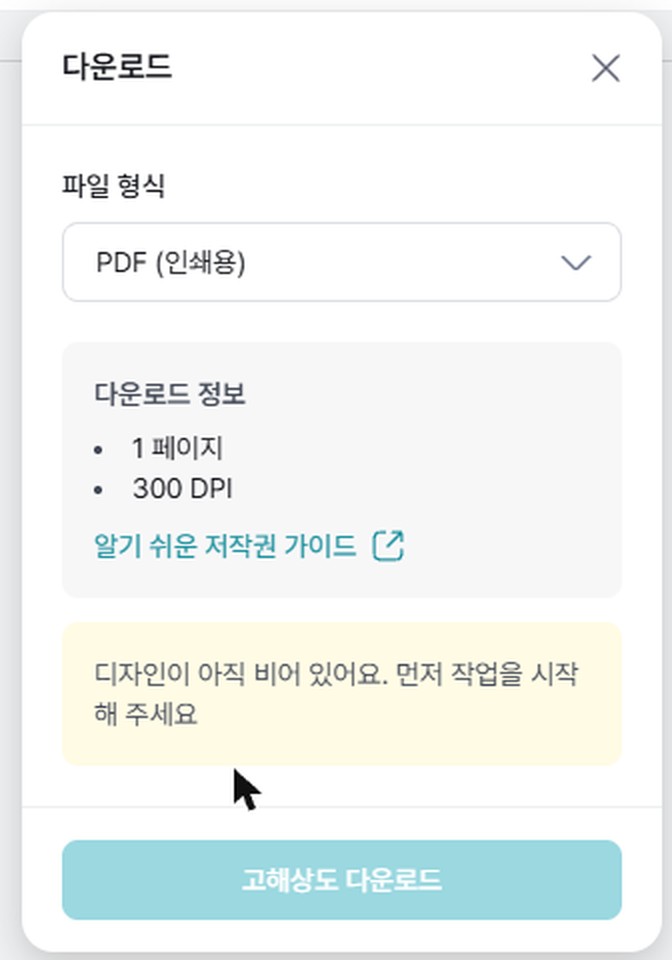 다운로드
파일 형식
PDF (인쇄용)
다운로드 정보
• 1 페이지
• 300 DPI
알기 쉬운 저작권 가이드
디자인이 아직 비어 있어요. 먼저 작업을 시작
해 주세요
고해상도 다운로드